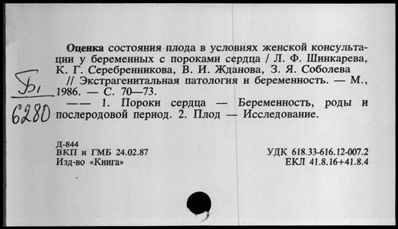 Оценка состояния плода в условиях женской консульта-
ции у беременных с пороками сердца / Л. Ф. Шинкарева,
К. Г. Серебренникова, В. И. Жданова, З. Я. Соболева
// Экстрагенитальная патология и беременность. — М.,
1986. — С. 70—73.
—— 1. Пороки сердца — Беременность, роды и
послеродовой период. 2. Плод — Исследование.
Б1
6280
Д-844
ВКП и ГМБ 24.02.87 УДК 618.33-616.12-007.2
Изд-во «Книга» ЕКЛ 41.8.16+41.8.4